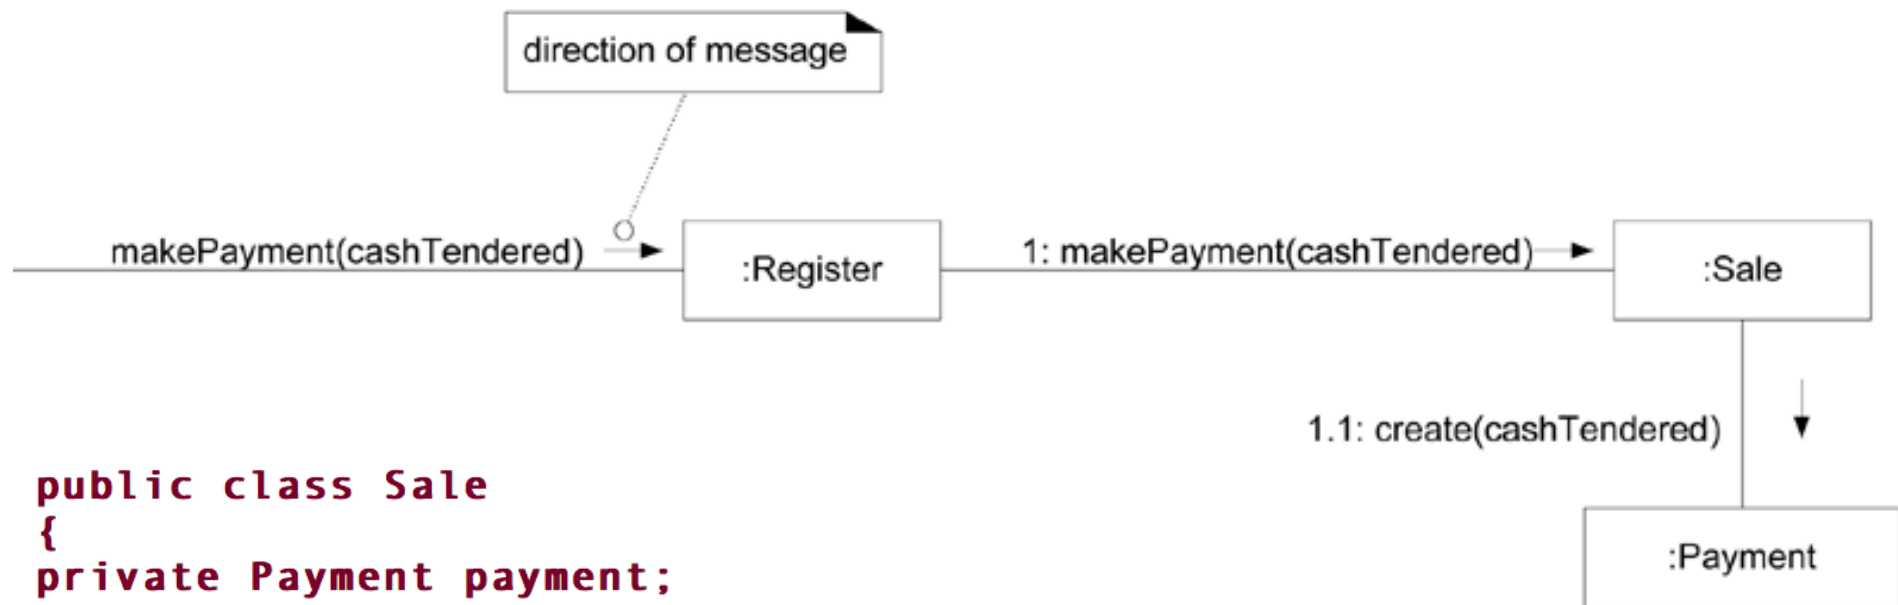 direction of message
makePayment(cashTendered)
:Register
1: makePayment(cashTendered)
:Sale
1.1: create(cashTendered)
:Payment
public class Sale
{
private Payment payment;